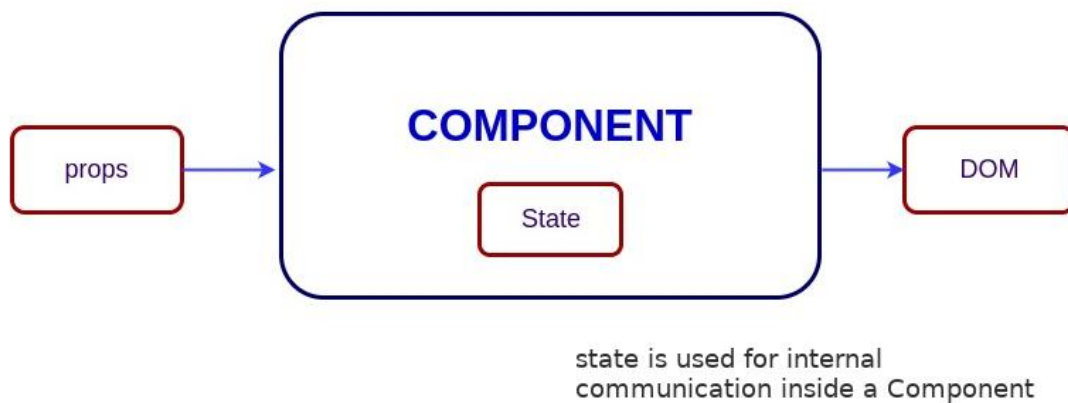 COMPONENT
props
DOM
State
state is used for internal
communication inside a Component